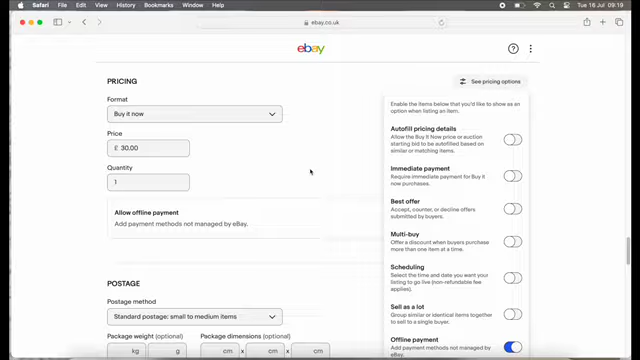 Safari File Edit View History Bookmarks Window Help
Tue 16 Jul 09:19
ebay.co.uk
ebay
PRICING
See pricing options
Format
Buy it now
Price
£ 30.00
Quantity
1
Allow offline payment
Add payment methods not managed by eBay.
POSTAGE
Postage method
Standard postage: small to medium items
Package weight (optional)
Package dimensions (optional)
kg g cm x cm x cm
Enable the items below that you'd like to show as an
option when listing an item.
Autofill pricing details
Allow the Buy It Now price or auction
starting bid to be autofilled based on
similar or matching items.
Immediate payment
Require immediate payment for Buy it
now purchases.
Best offer
Accept, counter, or decline offers
submitted by buyers.
Multi-buy
Offer a discount when buyers purchase
more than one item at a time.
Scheduling
Select the time and date you want your
listing to go live (non-refundable fee
applies).
Sell as a lot
Group similar or identical items together
to sell to a single buyer.
Offline payment
Add payment methods not managed by
eBay.